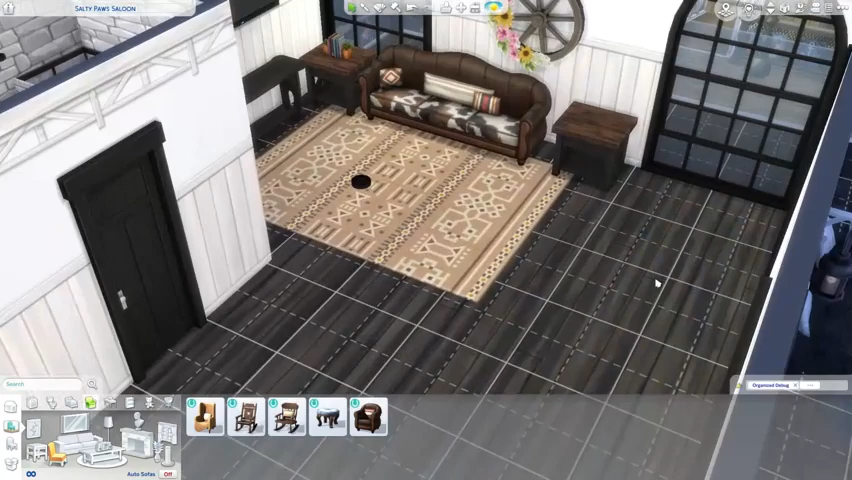 SALTY PAWS SALOON
Search
Organized Debug
Auto Sofas
Off